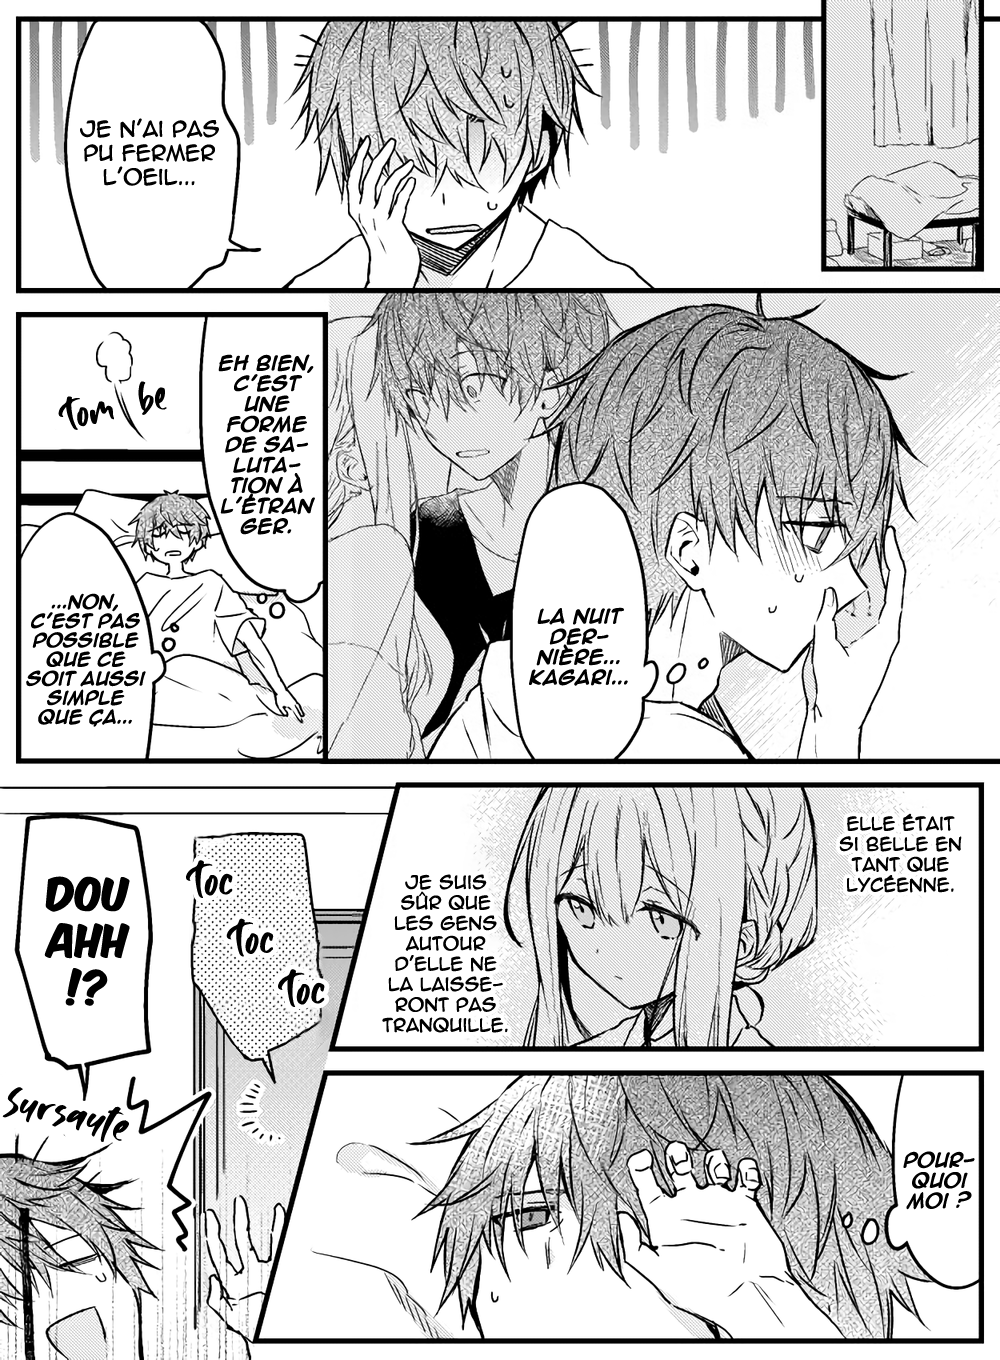 JE N'AI PAS
PU FERMER
L'OEIL...
LA NUIT
DER-
NIÈRE...
KAGARI...
EH BIEN,
C'EST
UNE
FORME
DE SA-
LUTA-
TION À
L'ÉTRAN
GER.
tom be
...NON,
C'EST PAS
POSSIBLE
QUE CE
SOIT AUSSI
SIMPLE
QUE ÇA...
ELLE ÉTAIT
SI BELLE EN
TANT QUE
LYCÉENNE.
JE SUIS
SÛR QUE
LES GENS
AUTOUR
D'ELLE NE
LA LAISSE-
RONT PAS
TRANQUILLE.
POUR-
QUOI
MOI ?
toc
toc
toc
DOU
AHH
!?
sursaute